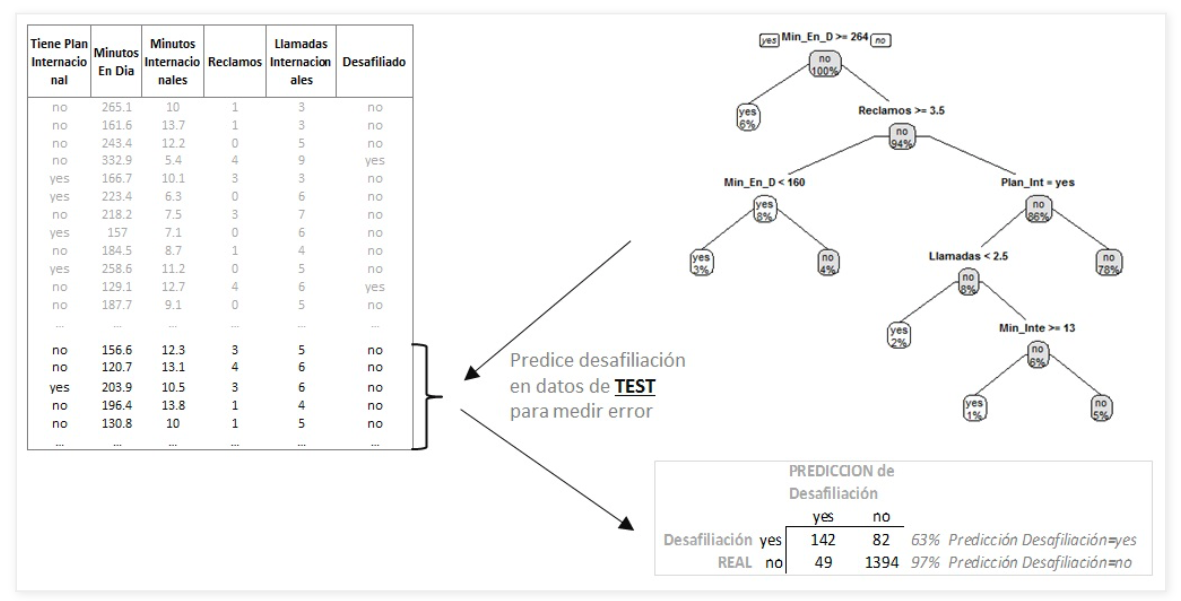 Tiene Plan Internacio nal Minutos En Dia Minutos Internacio nales Reclamos Llamadas Internacion ales Desafiliado
no 265.1 10 1 3 no
no 161.6 13.7 1 3 no
no 243.4 12.2 0 5 no
no 332.9 5.4 4 9 yes
yes 166.7 10.1 3 3 no
yes 223.4 6.3 0 6 no
no 218.2 7.5 3 7 no
yes 157 7.1 0 6 no
no 184.5 8.7 1 4 no
yes 258.6 11.2 0 5 no
no 129.1 12.7 4 6 yes
no 187.7 9.1 0 5 no
... ... ... ... ... ...
no 156.6 12.3 3 5 no
no 120.7 13.1 4 6 no
yes 203.9 10.5 3 6 no
no 196.4 13.8 1 4 no
no 130.8 10 1 5 no
... ... ... ... ... ...
yes Min_En_D >= 264 no
no
100%
yes
6%
Reclamos >= 3.5
no
94%
Min_En_D < 160
yes
8%
Plan_Int = yes
no
86%
yes
3%
no
4%
Llamadas < 2.5
no
8%
no
78%
yes
2%
Min_Inte >= 13
no
6%
yes
1%
no
5%
Predice desafiliación
en datos de TEST
para medir error
PREDICCION de
Desafiliación
yes no
Desafiliación yes 142 82 63% Predicción Desafiliación=yes
REAL no 49 1394 97% Predicción Desafiliación=no